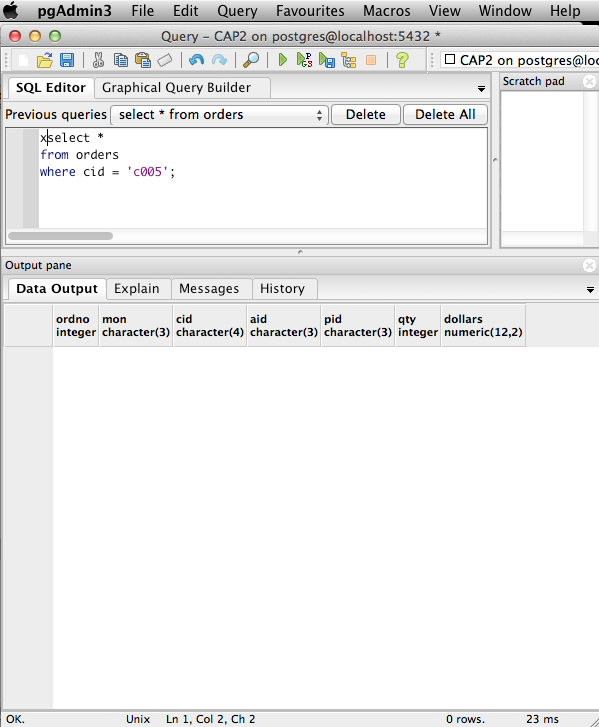 pgAdmin3 File Edit Query Favourites Macros View Window Help
Query – CAP2 on postgres@localhost:5432 *
CAP2 on postgres@loc
SQL Editor Graphical Query Builder
Scratch pad
Previous queries select * from orders Delete Delete All
xselect *
from orders
where cid = 'c005';
Output pane
Data Output Explain Messages History
ordno mon cid aid pid qty dollars
integer character(3) character(4) character(3) character(3) integer numeric(12,2)
OK. Unix Ln 1, Col 2, Ch 2 0 rows. 23 ms